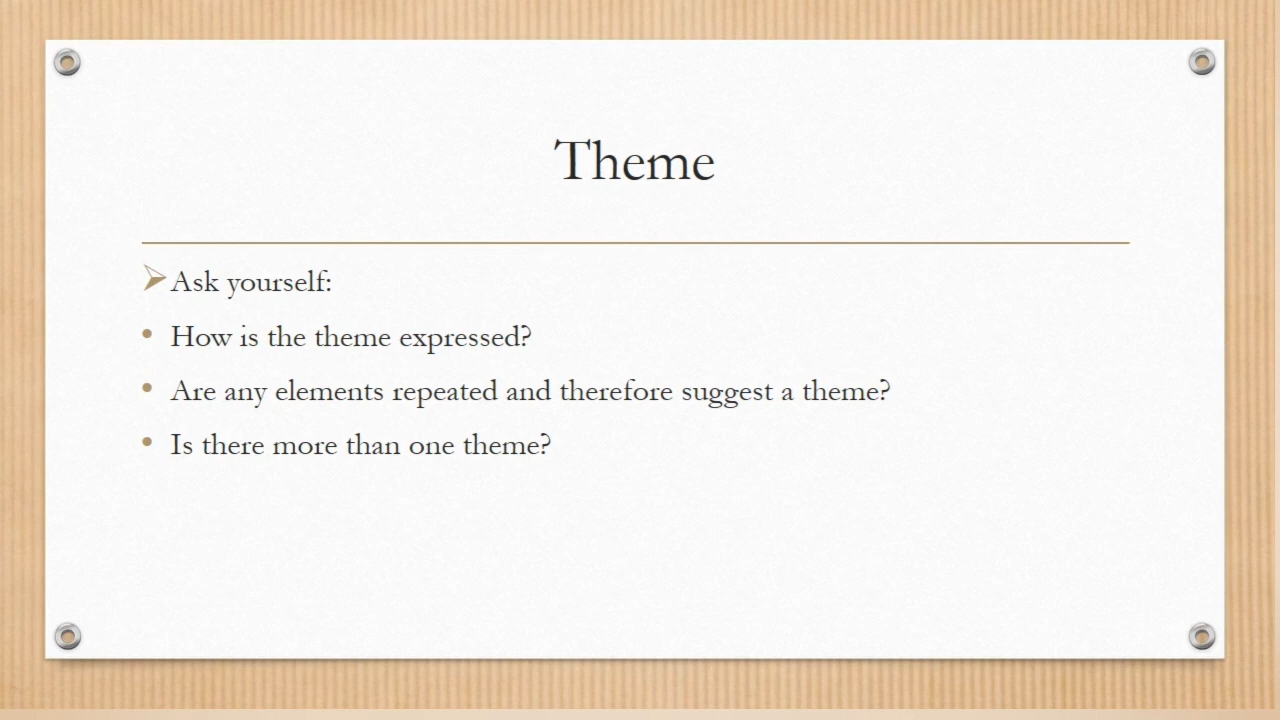 Theme
Ask yourself:
How is the theme expressed?
Are any elements repeated and therefore suggest a theme?
Is there more than one theme?